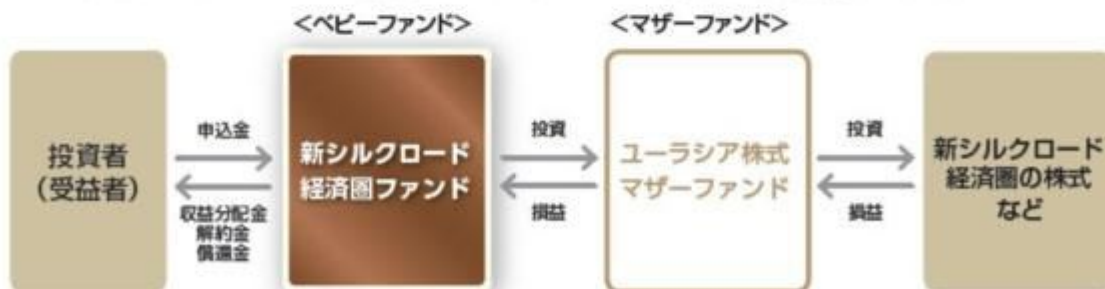 <ベビーファンド>
<マザーファンド>
投資者
(受益者)
申込金
収益分配金
解約金
償還金
新シルクロード
経済圏ファンド
投資
損益
ユーラシア株式
マザーファンド
投資
損益
新シルクロード
経済圏の株式
など